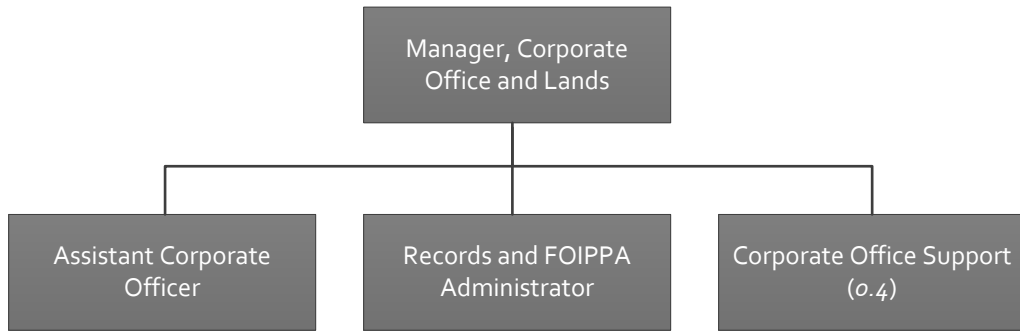 Manager, Corporate
Office and Lands
Assistant Corporate
Officer
Records and FOIPPA
Administrator
Corporate Office Support
(0.4)